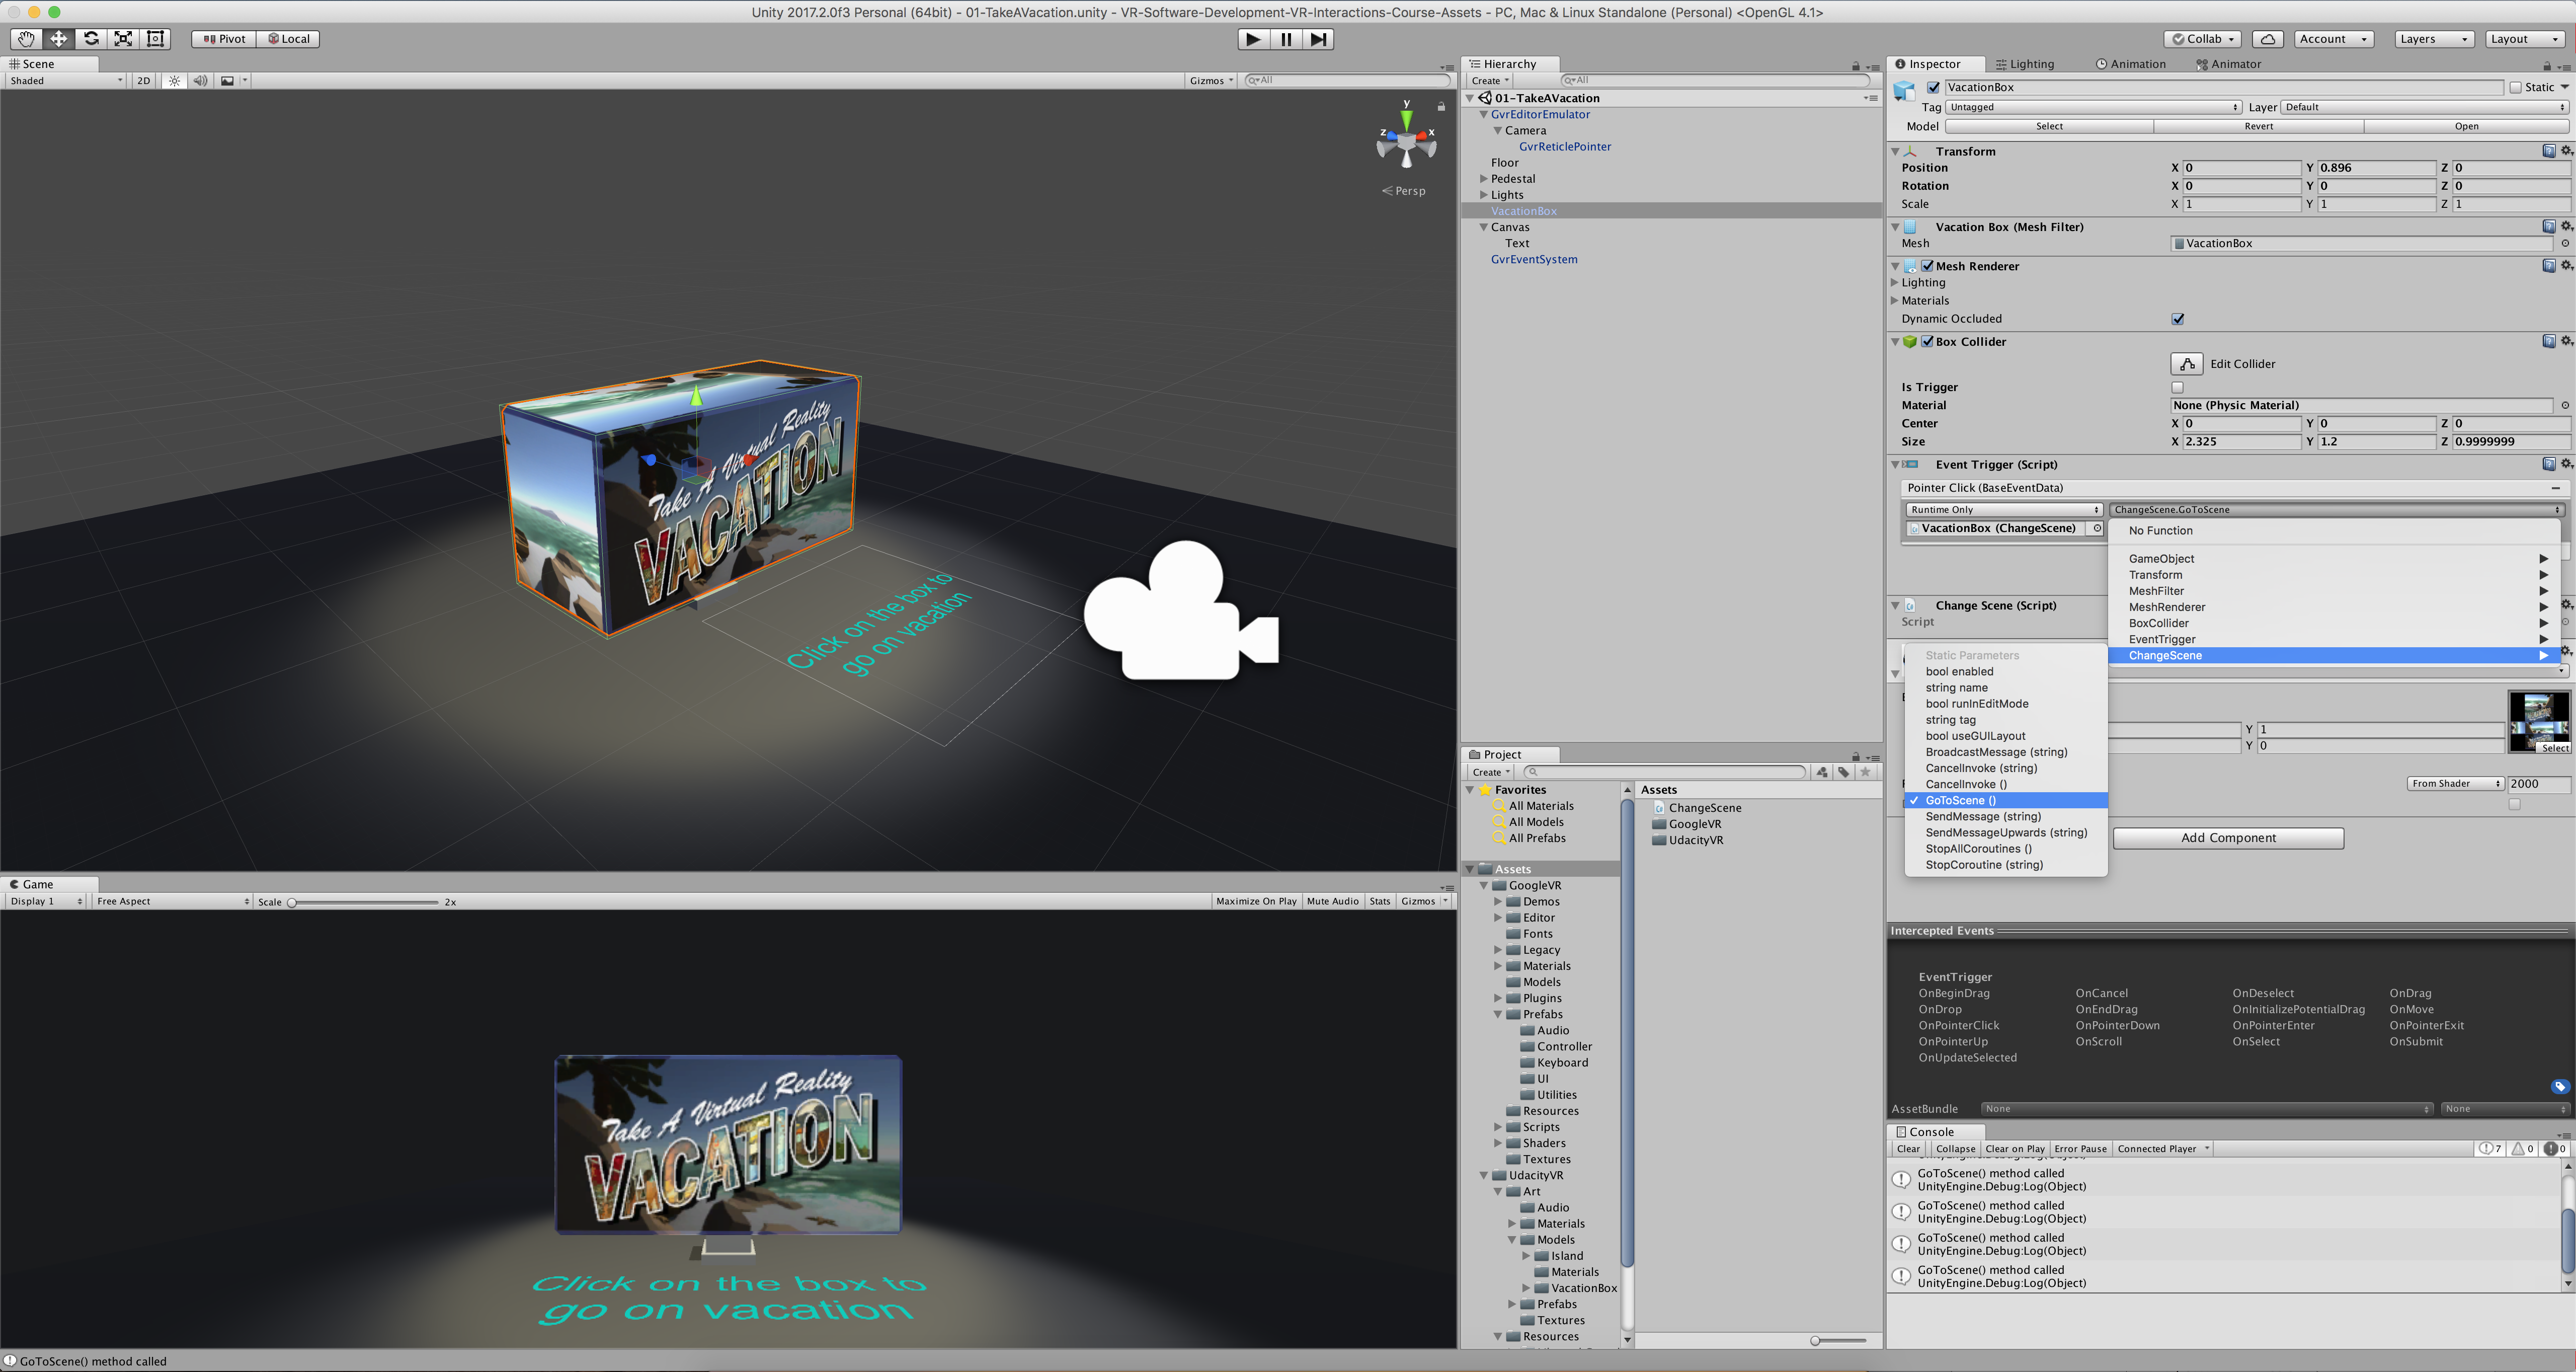 Unity 2017.2.0f3 Personal (64bit) - 01-TakeAVacation.unity - VR-Software-Development-VR-Interactions-Course-Assets - PC, Mac & Linux Standalone (Personal) <OpenGL 4.1>
Pivot Local
Collab Account Layers Layout
Scene
Shaded 2D Gizmos All
y
z x
Persp
Take A Virtual Reality
VACATION
Click on the box to
go on vacation
Game
Display 1 Free Aspect Scale 2x Maximize On Play Mute Audio Stats Gizmos
Take A Virtual Reality
VACATION
Click on the box to
go on vacation
GoToScene() method called
Hierarchy
Create All
01-TakeAVacation
GvrEditorEmulator
Camera
GvrReticlePointer
Floor
Pedestal
Lights
VacationBox
Canvas
Text
GvrEventSystem
Project
Create
Favorites
All Materials
All Models
All Prefabs
Assets
GoogleVR
Demos
Editor
Fonts
Legacy
Materials
Models
Plugins
Prefabs
Audio
Controller
Keyboard
UI
Utilities
Resources
Scripts
Shaders
Textures
UdacityVR
Art
Audio
Materials
Models
Island
Materials
VacationBox
Prefabs
Textures
Resources
Assets
ChangeScene
GoogleVR
UdacityVR
Inspector Lighting Animation Animator
VacationBox Static
Tag Untagged Layer Default
Model Select Revert Open
Transform
Position X 0 Y 0.896 Z 0
Rotation X 0 Y 0 Z 0
Scale X 1 Y 1 Z 1
Vacation Box (Mesh Filter)
Mesh VacationBox
Mesh Renderer
Lighting
Materials
Dynamic Occluded
Box Collider
Edit Collider
Is Trigger
Material None (Physic Material)
Center X 0 Y 0 Z 0
Size X 2.325 Y 1.2 Z 0.9999999
Event Trigger (Script)
Pointer Click (BaseEventData)
Runtime Only ChangeScene.GoToScene
VacationBox (ChangeScene)
No Function
GameObject
Transform
MeshFilter
MeshRenderer
BoxCollider
EventTrigger
ChangeScene
Change Scene (Script)
Script
Static Parameters
bool enabled
string name
bool runInEditMode
string tag
bool useGUILayout
BroadcastMessage (string)
CancelInvoke (string)
CancelInvoke ()
GoToScene ()
SendMessage (string)
SendMessageUpwards (string)
StopAllCoroutines ()
StopCoroutine (string)
Y 1
Y 0
Select
From Shader 2000
Add Component
Intercepted Events
EventTrigger
OnBeginDrag OnCancel OnDeselect OnDrag
OnDrop OnEndDrag OnInitializePotentialDrag OnMove
OnPointerClick OnPointerDown OnPointerEnter OnPointerExit
OnPointerUp OnScroll OnSelect OnSubmit
OnUpdateSelected
AssetBundle None None
Console
Clear Collapse Clear on Play Error Pause Connected Player 7 0 0
GoToScene() method called
UnityEngine.Debug:Log(Object)
GoToScene() method called
UnityEngine.Debug:Log(Object)
GoToScene() method called
UnityEngine.Debug:Log(Object)
GoToScene() method called
UnityEngine.Debug:Log(Object)